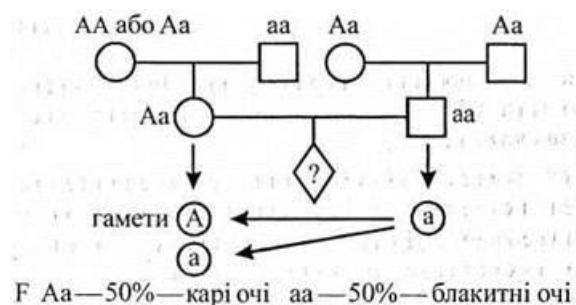 АА або Аа аа Аа Аа
Аа аа
?
гамети А а
а
F Аа—50%—карі очі аа—50%—блакитні очі